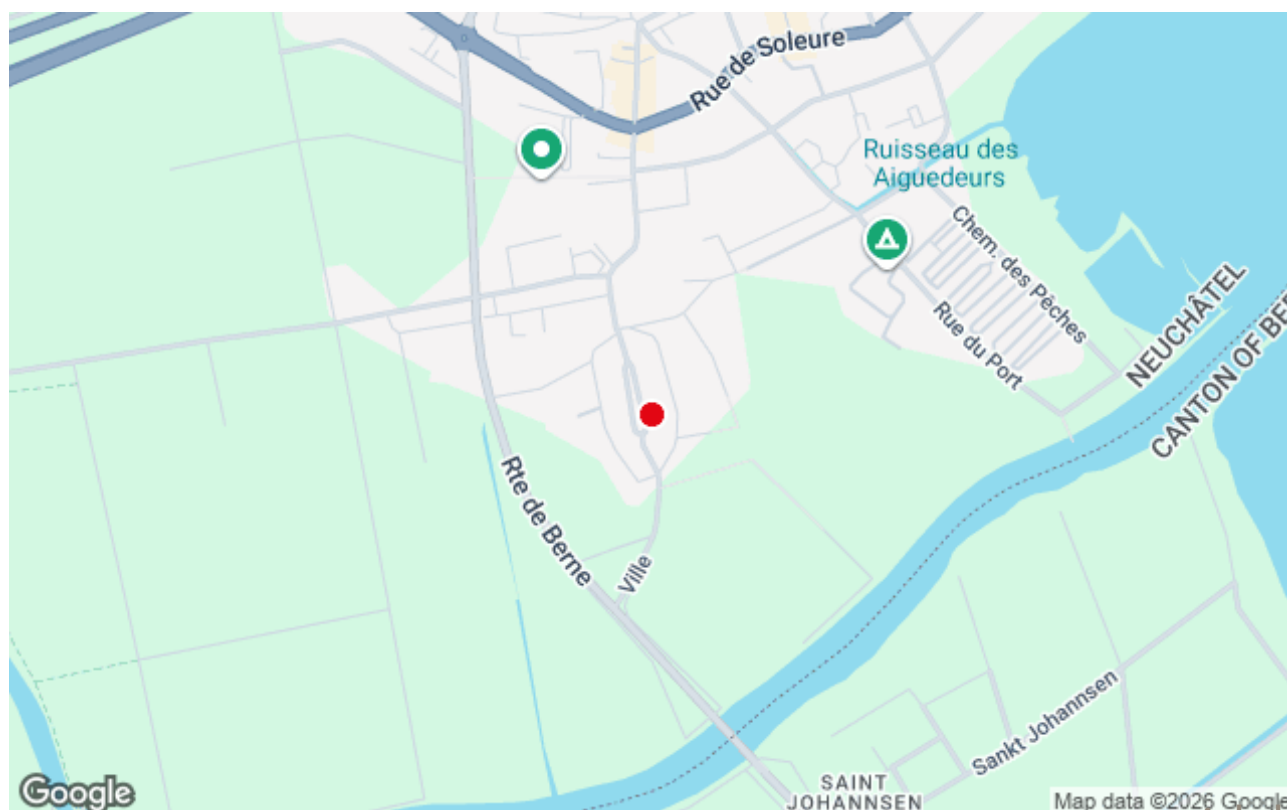 Rue de Soleure
Ruisseau des
Aiguedeurs
Chem. des Pêches
Rue du Port
NEUCHÂTEL
CANTON OF BE
Rte de Berne
Ville
Sankt Johannsen
SAINT
JOHANNSEN
Google
Map data ©2026 Google